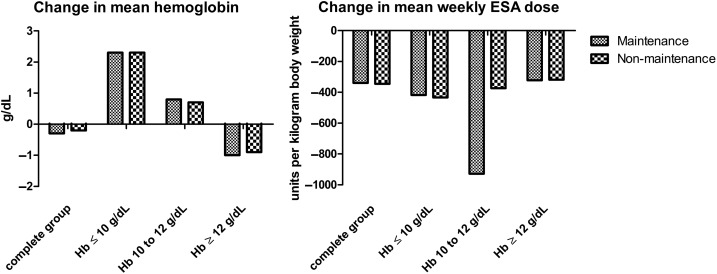 Change in mean hemoglobin
g/dL
3
2
1
0
−1
−2
complete group
Hb ≤ 10 g/dL
Hb 10 to 12 g/dL
Hb ≥ 12 g/dL
Change in mean weekly ESA dose
units per kilogram body weight
0
−200
−400
−600
−800
−1000
complete group
Hb ≤ 10 g/dL
Hb 10 to 12 g/dL
Hb ≥ 12 g/dL
Maintenance
Non-maintenance